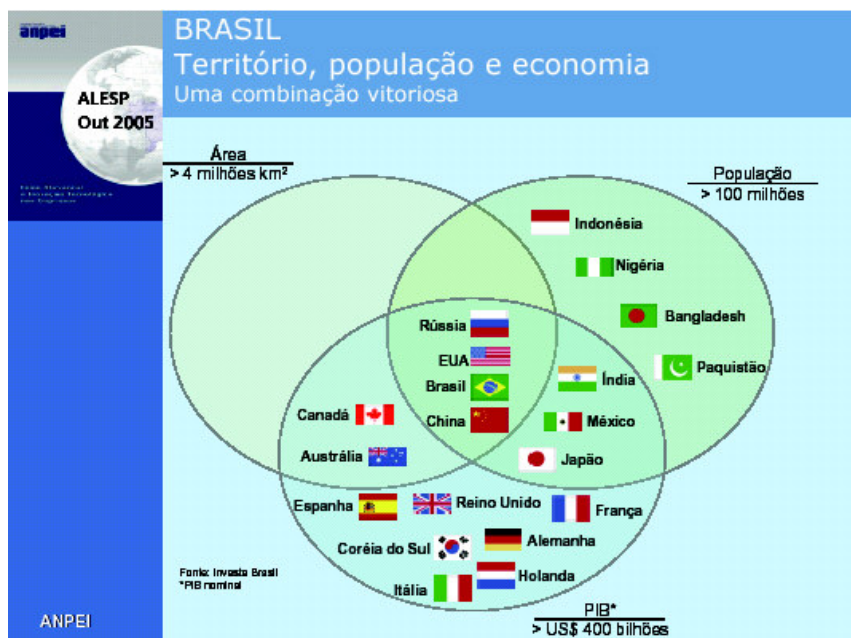 anpei
ALESP
Out 2005
BRASIL
Território, população e economia
Uma combinação vitoriosa
Área
> 4 milhões km²
População
> 100 milhões
Indonésia
Nigéria
Bangladesh
Paquistão
Rússia
EUA
Brasil
China
Índia
México
Japão
Canadá
Austrália
Espanha
Reino Unido
França
Coréia do Sul
Alemanha
Itália
Holanda
Fonte: Investe Brasil
*PIB nominal
PIB*
> US$ 400 bilhões
ANPEI